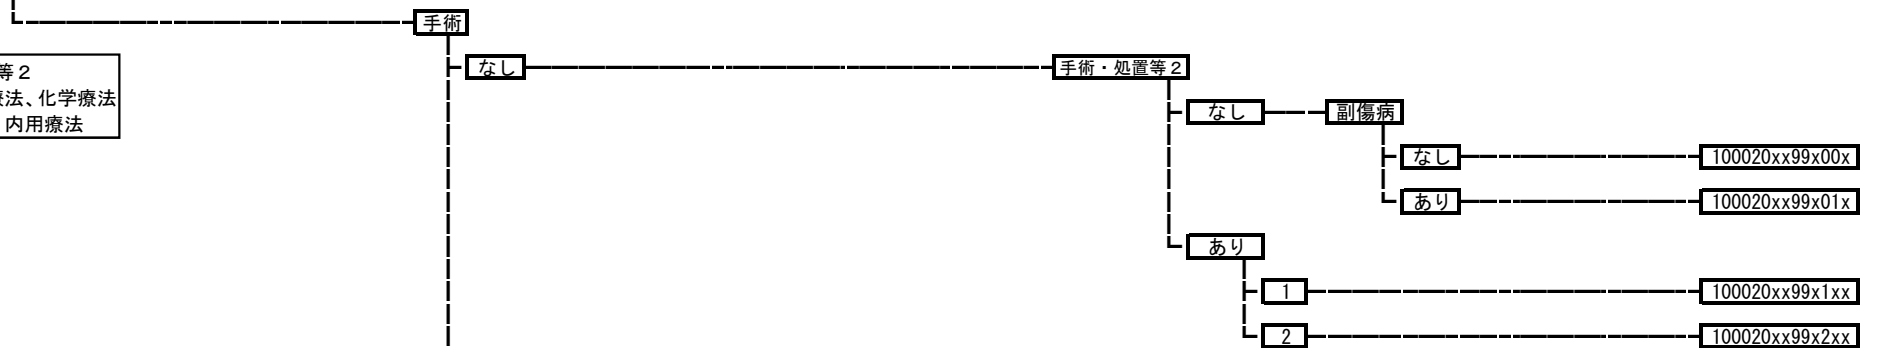 手術
なし
手術・処置等２
等２
療法、化学療法
内用療法
なし
副傷病
なし
100020xx99x00x
あり
100020xx99x01x
あり
1
100020xx99x1xx
2
100020xx99x2xx